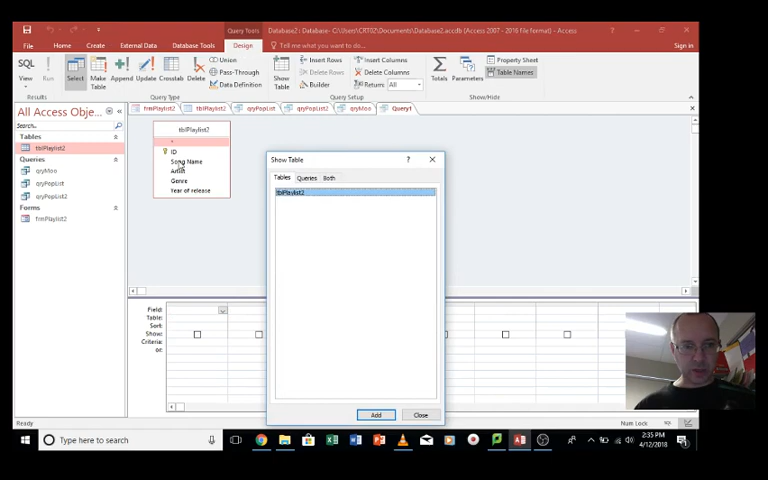 Query Tools
Database2 : Database- C:\Users\CRT02\Documents\Database2.accdb (Access 2007 - 2016 file format) - Access
File Home Create External Data Database Tools Design Tell me what you want to do... Sign in
SQL View
Run
Select
Make Table
Append
Update
Crosstab
Delete
Union
Pass-Through
Data Definition
Show Table
Insert Rows
Delete Rows
Builder
Insert Columns
Delete Columns
Return: All
Totals
Parameters
Property Sheet
Table Names
Results
Query Type
Query Setup
Show/Hide
All Access Obje...
Search...
Tables
tblPlaylist2
Queries
qryMoo
qryPopList
qryPopList2
Forms
frmPlaylist2
frmPlaylist2 tblPlaylist2 qryPopList qryPopList2 qryMoo Query1
tblPlaylist2
*
ID
Song Name
Artist
Genre
Year of release
Show Table
Tables Queries Both
tblPlaylist2
Add Close
Field:
Table:
Sort:
Show:
Criteria:
or:
Ready
Num Lock
Type here to search
2:35 PM
4/12/2018